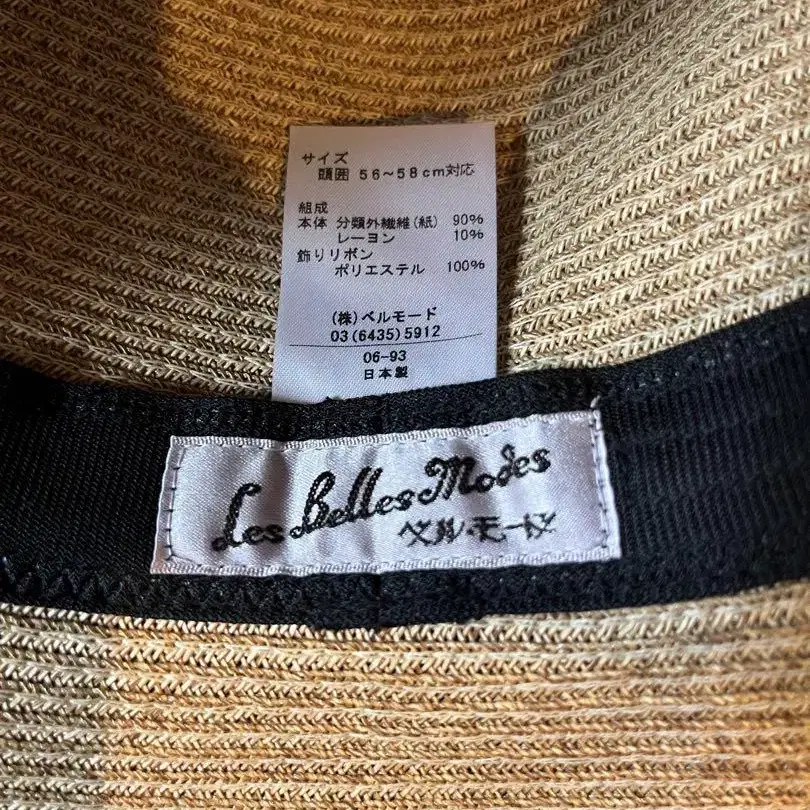 サイズ
頭囲 56～58cm対応
組成
本体 分類外繊維(紙) 90%
レーヨン 10%
飾りリボン
ポリエステル 100%
(株)ベルモード
03(6435)5912
06-93
日本製
Les Belles Modes
ベル・モード